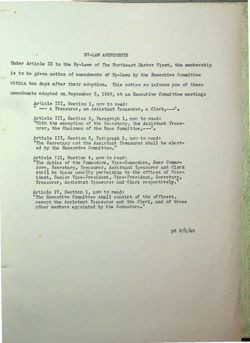 BY-LAW AMENDMENTS
Under Article IX in the By-laws of The Northeast Harbor Fleet, the membership
is to be given notice of amendments of By-laws by the Executive Committee
within ten days after their adoption. This notice so informs you of these
amendments adopted on September 3, 1949, at an Executive Committee meeting:
Article III, Section 1, now to read:
" --- a Treasurer, an Assistant Treasurer, a Clerk,---".
Article III, Section 2, Paragraph 1, now to read:
"With the exception of the Secretary, the Assistant Treas-
urer, the Chairman of the Race Committee,---".
Article III, Section 2, Paragraph 2, now to read:
"The Secretary and the Assistant Treasurer shall be elect-
ed by the Executive Committee."
Article III, Section 4, now to read:
"The duties of the Commodore, Vice-Commodore, Rear Commo-
dore, Secretary, Treasurer, Assistant Treasurer and Clerk
shall be those usually pertaining to the offices of Pres-
ident, Senior Vice-President, Vice-President, Secretary,
Treasurer, Assistant Treasurer and Clerk respectively."
Article IV, Section 1, now to read:
"The Executive Committee shall consist of the officers,
except the Assistant Treasurer and the Clerk, and of three
other members appointed by the Commodore."
9/8/49